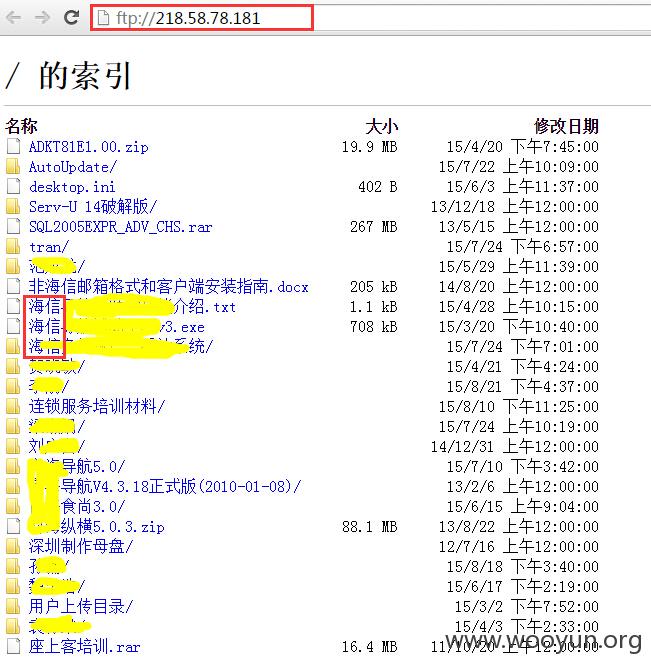 ftp://218.58.78.181
/ 的索引
名称 大小 修改日期
ADKT81E1.00.zip 19.9 MB 15/4/20 下午7:45:00
AutoUpdate/ 15/7/22 上午10:09:00
desktop.ini 402 B 15/6/3 上午11:37:00
Serv-U 14破解版/ 13/12/18 上午12:00:00
SQL2005EXPR_ADV_CHS.rar 267 MB 13/5/15 上午12:00:00
tran/ 15/7/24 下午6:57:00
/ 15/5/29 上午11:39:00
非海信邮箱格式和客户端安装指南.docx 205 kB 14/8/20 上午12:00:00
海信 介绍.txt 1.1 kB 15/4/28 上午10:15:00
海信 v3.exe 708 kB 15/3/20 下午10:40:00
海信 系统/ 15/7/24 下午7:01:00
/ 15/4/21 下午4:24:00
/ 15/8/21 下午4:37:00
连锁服务培训材料/ 15/8/10 下午11:25:00
/ 15/7/24 上午10:19:00
刘 / 14/12/31 上午12:00:00
导航5.0/ 15/7/10 下午3:42:00
导航V4.3.18正式版(2010-01-08)/ 13/2/6 上午12:00:00
食尚3.0/ 15/6/15 上午9:04:00
纵横5.0.3.zip 88.1 MB 13/8/22 上午12:00:00
深圳制作母盘/ 12/7/16 上午12:00:00
孙 / 15/8/18 下午3:40:00
/ 15/6/17 下午2:19:00
用户上传目录/ 15/3/2 下午7:52:00
/ 15/4/3 下午2:33:00
座上客培训.rar 16.4 MB 11/10/20 上午12:00:00
www.wooyun.org